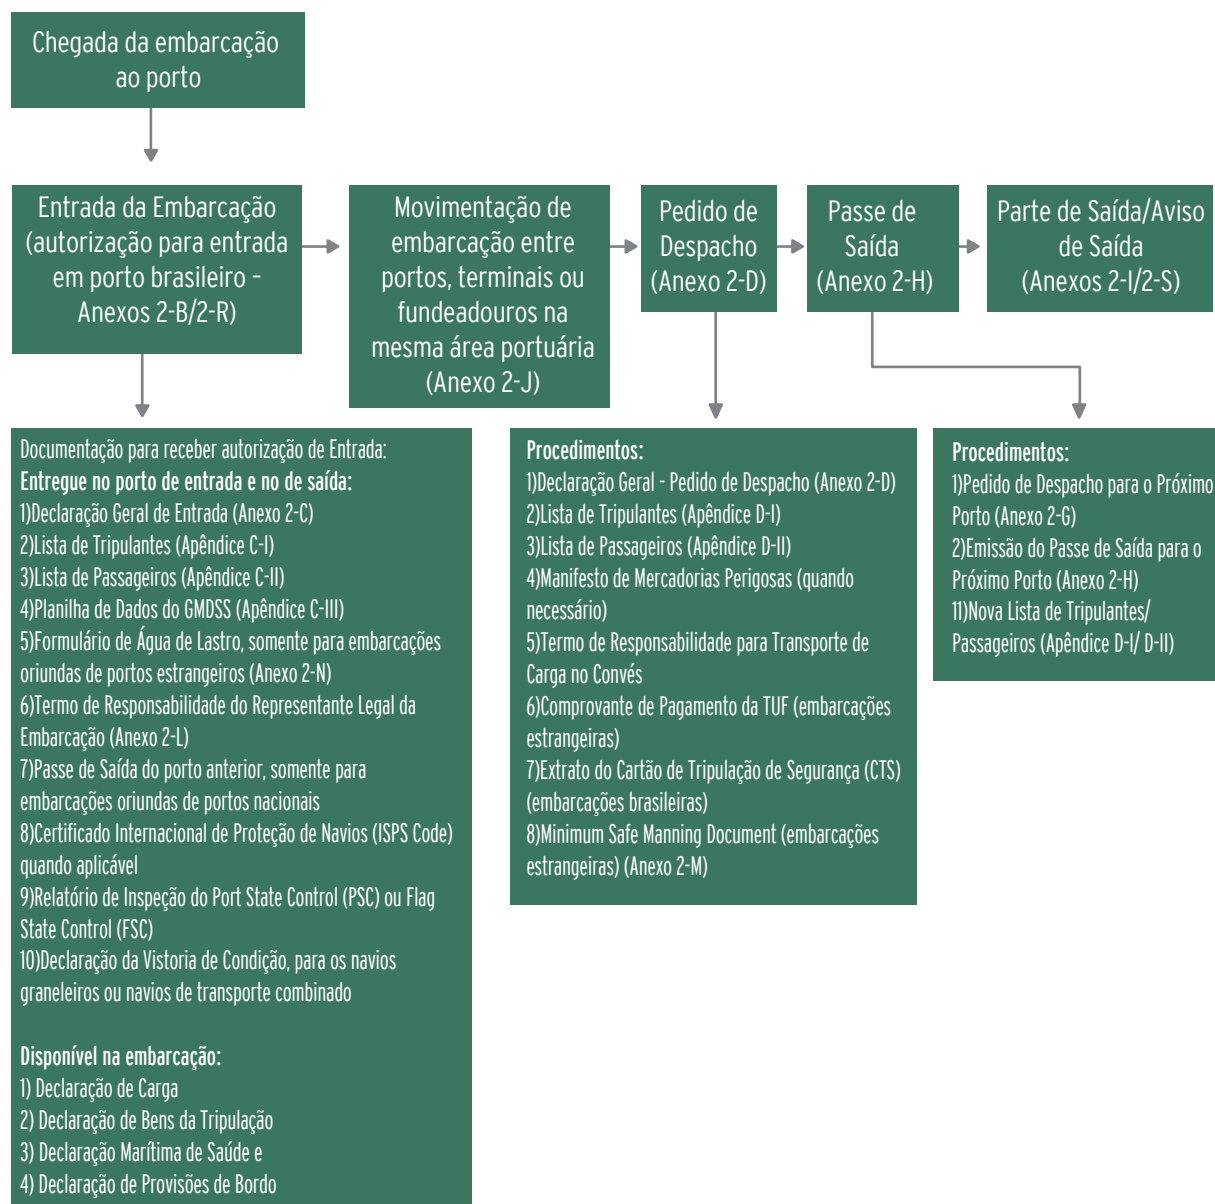 Chegada da embarcação
ao porto
Entrada da Embarcação
(autorização para entrada
em porto brasileiro -
Anexos 2-B/2-R)
Movimentação de
embarcação entre
portos, terminais ou
fundeadouros na
mesma área portuária
(Anexo 2-J)
Pedido de
Despacho
(Anexo 2-D)
Passe de
Saída
(Anexo 2-H)
Parte de Saída/Aviso
de Saída
(Anexos 2-I/2-S)
Documentação para receber autorização de Entrada:
Entregue no porto de entrada e no de saída:
1)Declaração Geral de Entrada (Anexo 2-C)
2)Lista de Tripulantes (Apêndice C-I)
3)Lista de Passageiros (Apêndice C-II)
4)Planilha de Dados do GMDSS (Apêndice C-III)
5)Formulário de Água de Lastro, somente para embarcações
oriundas de portos estrangeiros (Anexo 2-N)
6)Termo de Responsabilidade do Representante Legal da
Embarcação (Anexo 2-L)
7)Passe de Saída do porto anterior, somente para
embarcações oriundas de portos nacionais
8)Certificado Internacional de Proteção de Navios (ISPS Code)
quando aplicável
9)Relatório de Inspeção do Port State Control (PSC) ou Flag
State Control (FSC)
10)Declaração da Vistoria de Condição, para os navios
graneleiros ou navios de transporte combinado
Disponível na embarcação:
1) Declaração de Carga
2) Declaração de Bens da Tripulação
3) Declaração Marítima de Saúde e
4) Declaração de Provisões de Bordo
Procedimentos:
1)Declaração Geral - Pedido de Despacho (Anexo 2-D)
2)Lista de Tripulantes (Apêndice D-I)
3)Lista de Passageiros (Apêndice D-II)
4)Manifesto de Mercadorias Perigosas (quando
necessário)
5)Termo de Responsabilidade para Transporte de
Carga no Convés
6)Comprovante de Pagamento da TUF (embarcações
estrangeiras)
7)Extrato do Cartão de Tripulação de Segurança (CTS)
(embarcações brasileiras)
8)Minimum Safe Manning Document (embarcações
estrangeiras) (Anexo 2-M)
Procedimentos:
1)Pedido de Despacho para o Próximo
Porto (Anexo 2-G)
2)Emissão do Passe de Saída para o
Próximo Porto (Anexo 2-H)
11)Nova Lista de Tripulantes/
Passageiros (Apêndice D-I/ D-II)